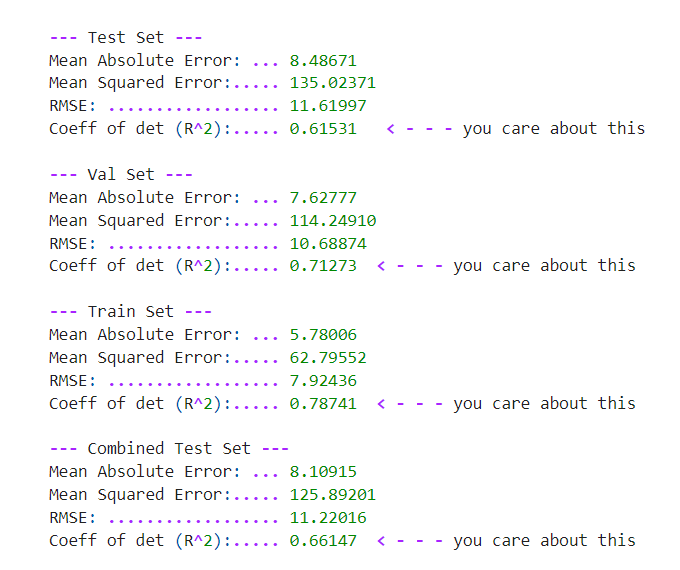 --- Test Set ---
Mean Absolute Error: ... 8.48671
Mean Squared Error:..... 135.02371
RMSE: .................. 11.61997
Coeff of det (R^2):..... 0.61531   < - - - you care about this
--- Val Set ---
Mean Absolute Error: ... 7.62777
Mean Squared Error:..... 114.24910
RMSE: .................. 10.68874
Coeff of det (R^2):..... 0.71273  < - - - you care about this
--- Train Set ---
Mean Absolute Error: ... 5.78006
Mean Squared Error:..... 62.79552
RMSE: .................. 7.92436
Coeff of det (R^2):..... 0.78741  < - - - you care about this
--- Combined Test Set ---
Mean Absolute Error: ... 8.10915
Mean Squared Error:..... 125.89201
RMSE: .................. 11.22016
Coeff of det (R^2):..... 0.66147  < - - - you care about this